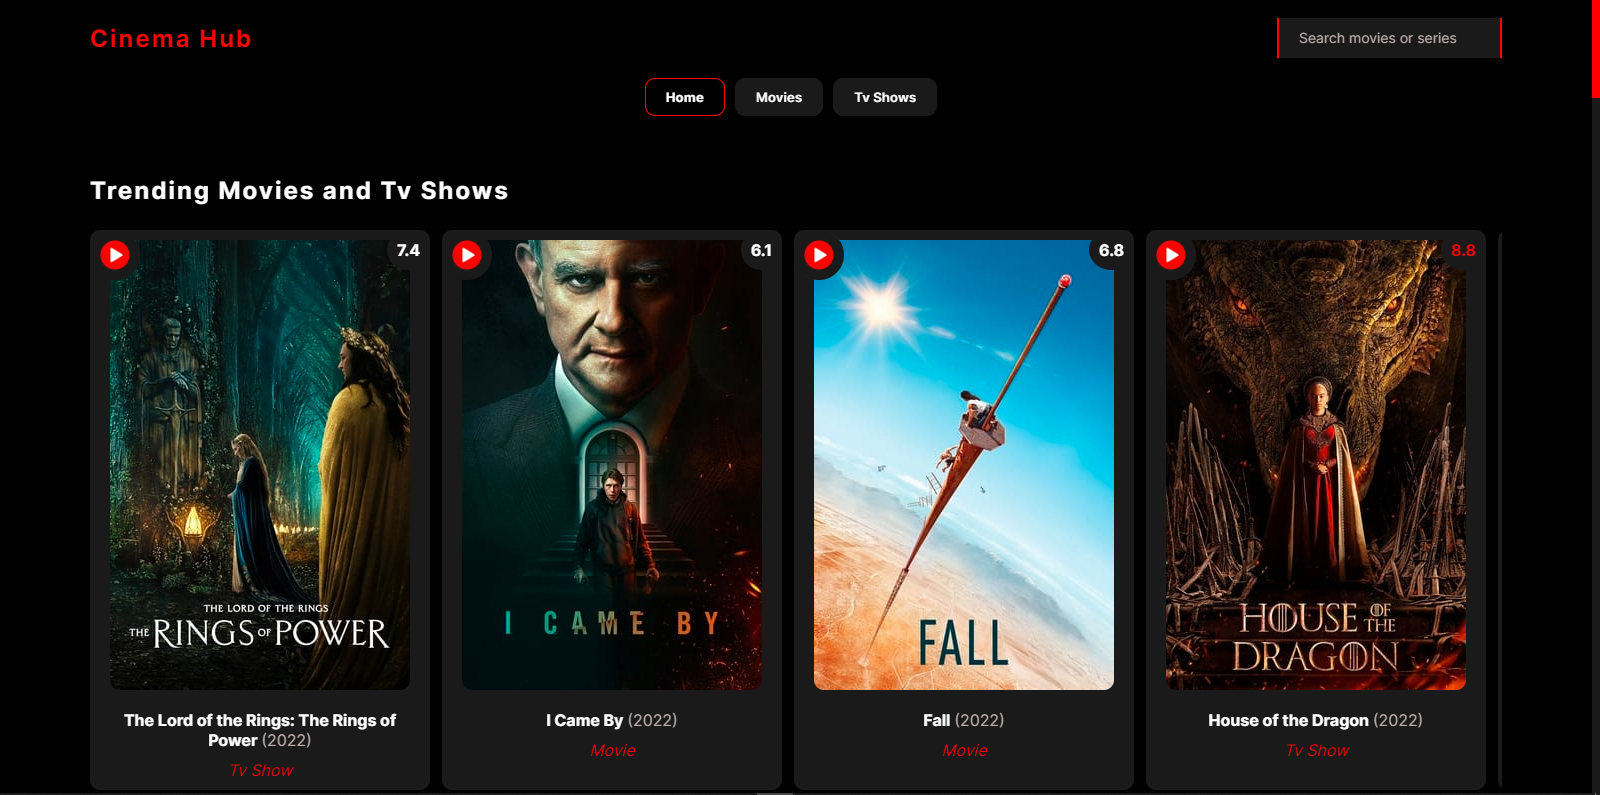 Cinema Hub
Search movies or series
Home
Movies
Tv Shows
Trending Movies and Tv Shows
7.4
THE LORD OF THE RINGS
THE RINGS OF POWER
The Lord of the Rings: The Rings of
Power (2022)
Tv Show
6.1
I CAME BY
I Came By (2022)
Movie
6.8
FALL
Fall (2022)
Movie
8.8
HOUSE OF THE
DRAGON
House of the Dragon (2022)
Tv Show